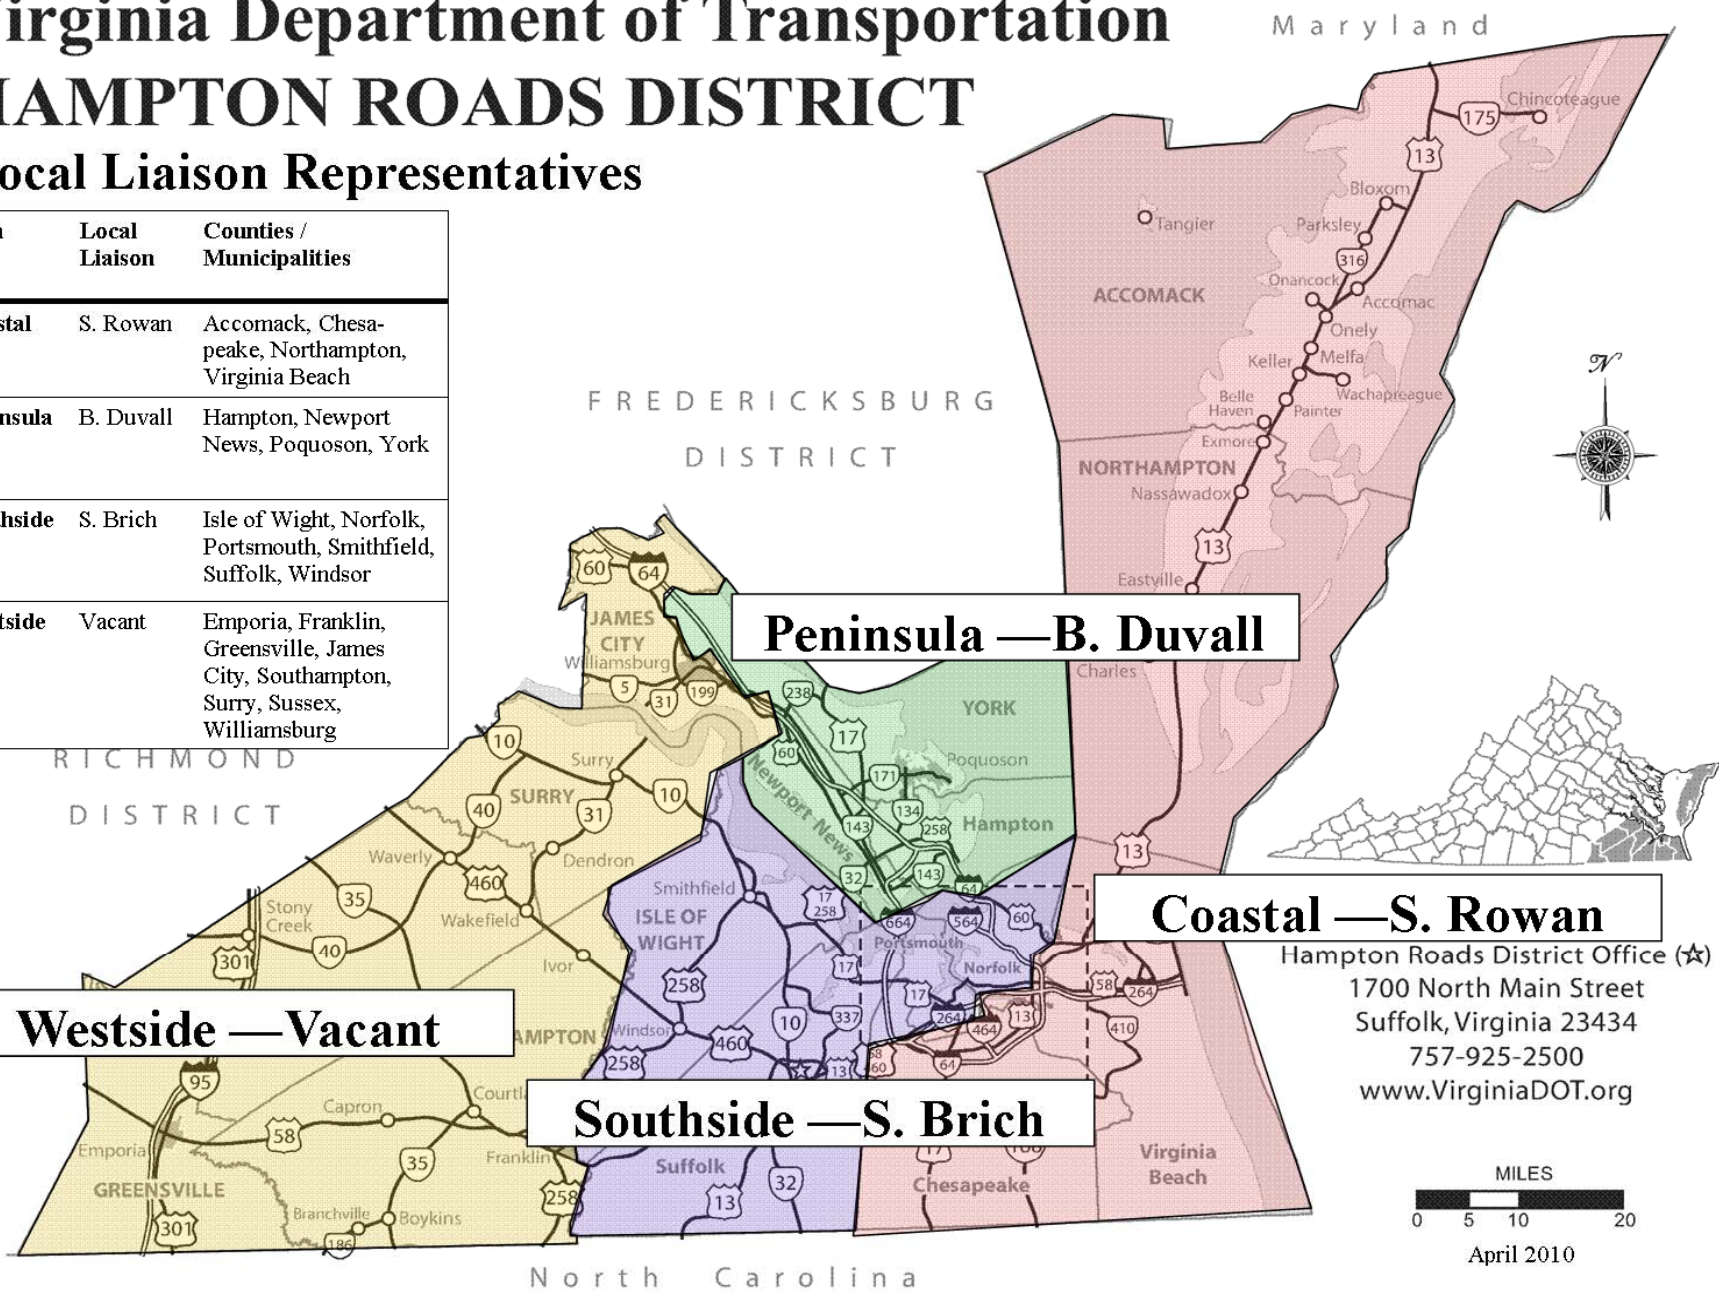 Virginia Department of Transportation
HAMPTON ROADS DISTRICT
Local Liaison Representatives
Local
Liaison
Counties /
Municipalities
stal
S. Rowan
Accomack, Chesa-
peake, Northampton,
Virginia Beach
nsula
B. Duvall
Hampton, Newport
News, Poquoson, York
hside
S. Brich
Isle of Wight, Norfolk,
Portsmouth, Smithfield,
Suffolk, Windsor
tside
Vacant
Emporia, Franklin,
Greensville, James
City, Southampton,
Surry, Sussex,
Williamsburg
Maryland
Chincoteague
175
13
Bloxom
Tangier
Parksley
316
Onancock
ACCOMACK
Accomac
Onely
Keller
Melfa
Wachapreague
Belle
Haven
Painter
Exmore
NORTHAMPTON
Nassawadox
13
Eastville
Charles
FREDERICKSBURG
DISTRICT
N
60
64
JAMES
CITY
Williamsburg
5
31
199
Peninsula —B. Duvall
238
YORK
17
60
Poquoson
171
Newport News
134
143
258
Hampton
32
143
64
RICHMOND
DISTRICT
10
Surry
SURRY
10
40
31
Waverly
Dendron
460
35
Wakefield
Stony
Creek
40
301
Ivor
Smithfield
17
258
ISLE OF
WIGHT
664
564
60
Portsmouth
17
Norfolk
258
17
13
Coastal —S. Rowan
Hampton Roads District Office (☆)
1700 North Main Street
Suffolk, Virginia 23434
757-925-2500
www.VirginiaDOT.org
58
264
264
464
13
410
Westside —Vacant
AMPTON
Windsor
10
337
460
258
13
58
60
64
95
Courtl
Capron
58
Southside —S. Brich
Emporia
35
Franklin
Suffolk
17
168
Virginia
Beach
GREENSVILLE
258
13
32
Chesapeake
Branchville
Boykins
301
186
MILES
0 5 10 20
April 2010
North Carolina